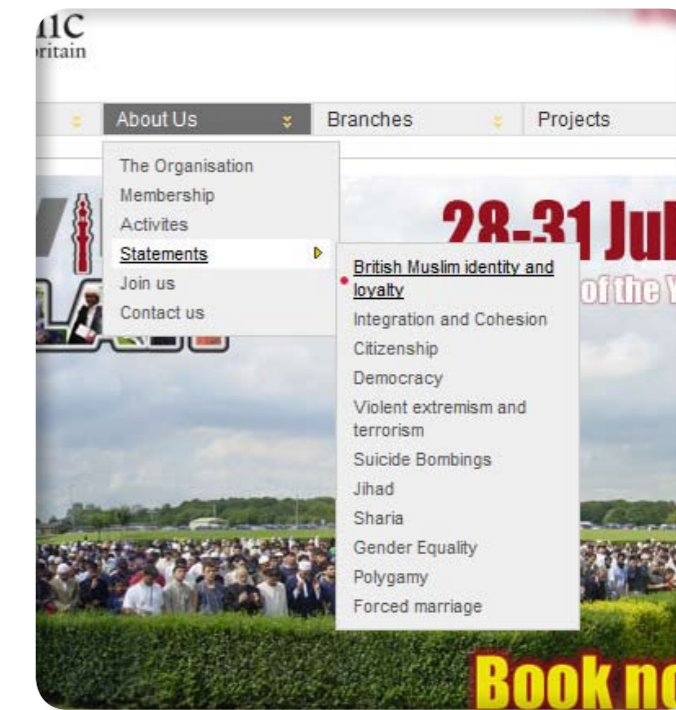 ritain
About Us
Branches
Projects
The Organisation
Membership
Activites
Statements
Join us
Contact us
British Muslim identity and
loyalty
Integration and Cohesion
Citizenship
Democracy
Violent extremism and
terrorism
Suicide Bombings
Jihad
Sharia
Gender Equality
Polygamy
Forced marriage
28-31 Jul
of the Y
Book no